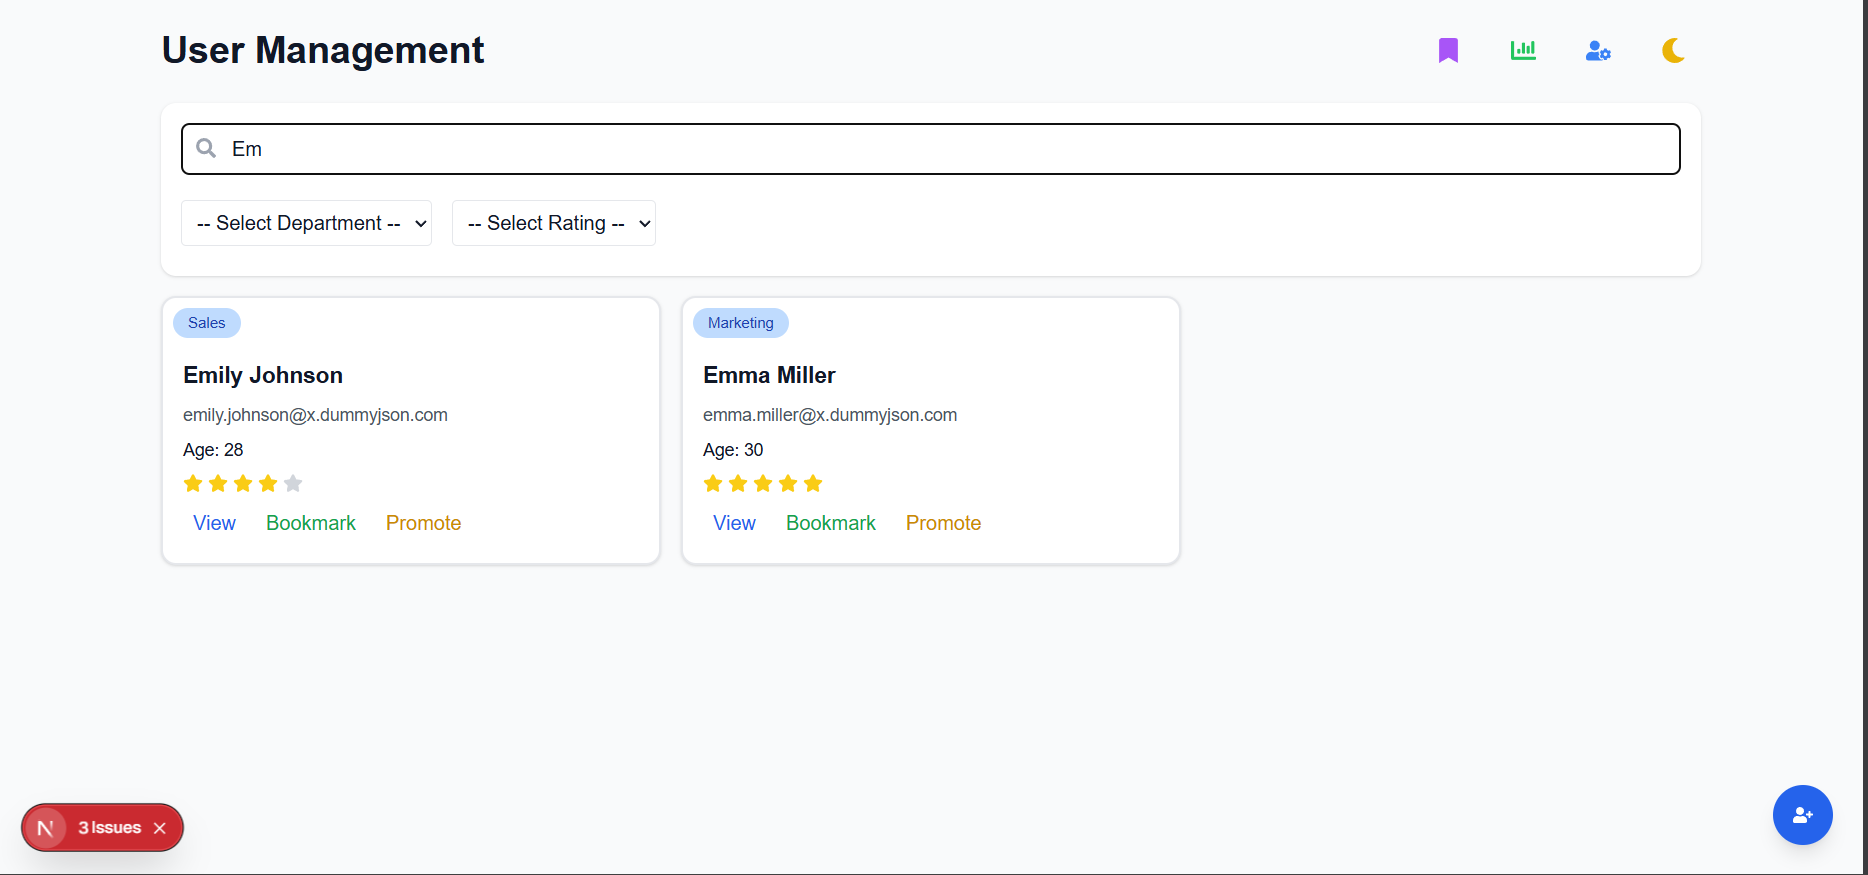 User Management
Em
-- Select Department --
-- Select Rating --
Sales
Emily Johnson
emily.johnson@x.dummyjson.com
Age: 28
View Bookmark Promote
Marketing
Emma Miller
emma.miller@x.dummyjson.com
Age: 30
View Bookmark Promote
N 3 Issues